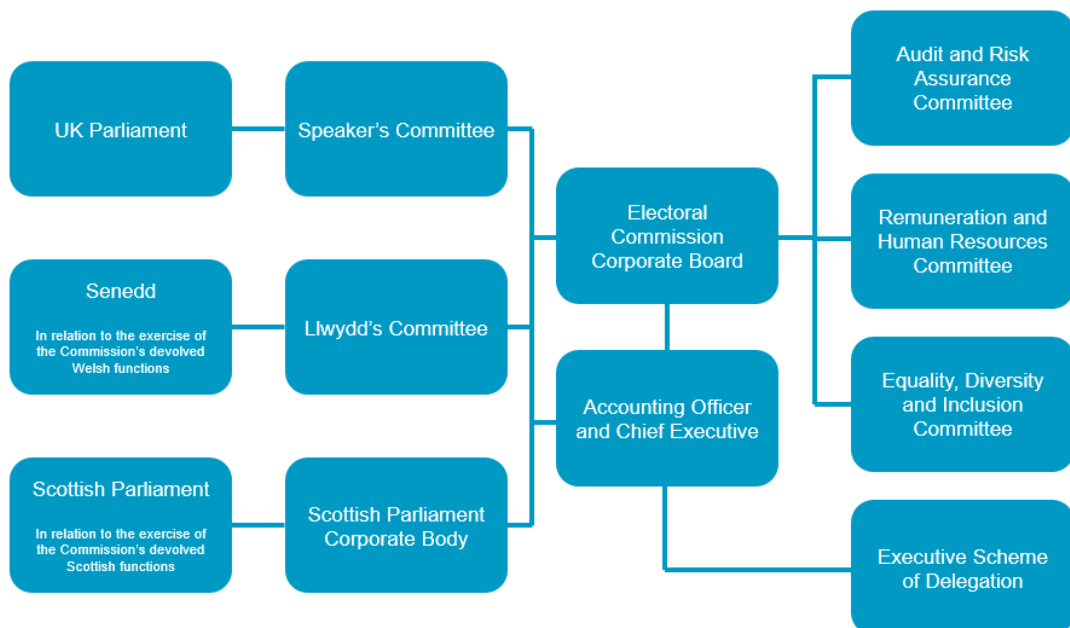 UK Parliament
Speaker's Committee
Senedd
In relation to the exercise of
the Commission's devolved
Welsh functions
Llwydd's Committee
Scottish Parliament
In relation to the exercise of
the Commission's devolved
Scottish functions
Scottish Parliament
Corporate Body
Electoral
Commission
Corporate Board
Accounting Officer
and Chief Executive
Audit and Risk
Assurance
Committee
Remuneration and
Human Resources
Committee
Equality, Diversity
and Inclusion
Committee
Executive Scheme
of Delegation